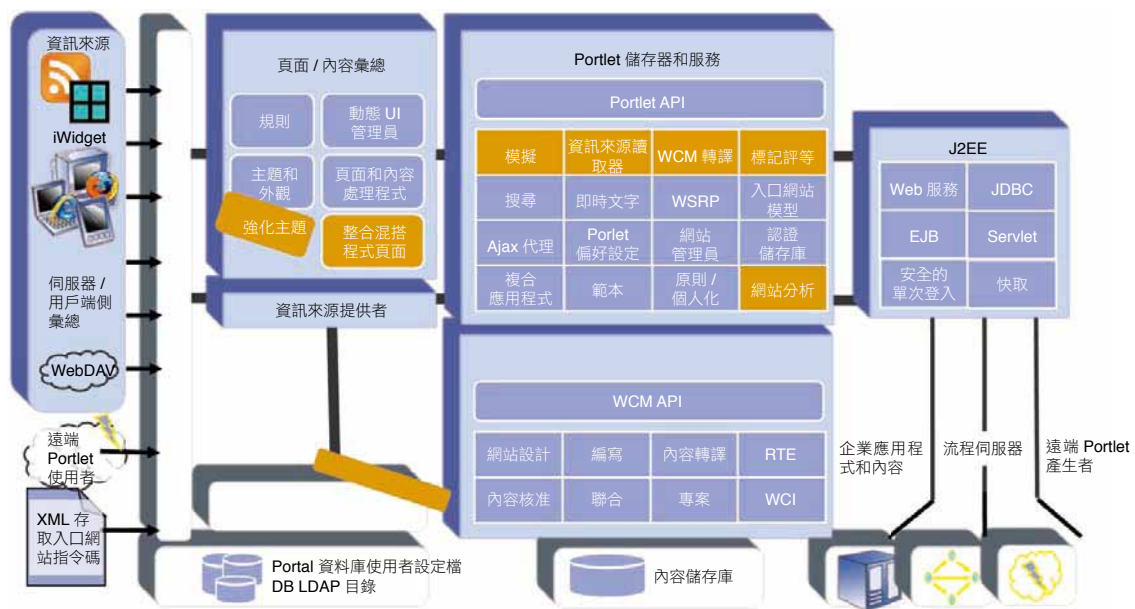 資訊來源
iWidget
伺服器 /
用戶端側
彙總
WebDAV
遠端
Portlet
使用者
XML 存
取入口網
站指令碼
頁面 / 內容彙總
規則
動態 UI
管理員
主題和
外觀
頁面和內容
處理程式
強化主題
整合混搭
程式頁面
資訊來源提供者
Portlet 儲存器和服務
Portlet API
模擬
資訊來源讀
取器
WCM 轉譯
標記評等
搜尋
即時文字
WSRP
入口網站
模型
Ajax 代理
Porlet
偏好設定
網站
管理員
認證
儲存庫
複合
應用程式
範本
原則 /
個人化
網站分析
WCM API
網站設計
編寫
內容轉譯
RTE
內容核准
聯合
專案
WCI
J2EE
Web 服務
JDBC
EJB
Servlet
安全的
單次登入
快取
企業應用程
式和內容
流程伺服器
遠端 Portlet
產生者
Portal 資料庫使用者設定檔
DB LDAP 目錄
內容儲存庫